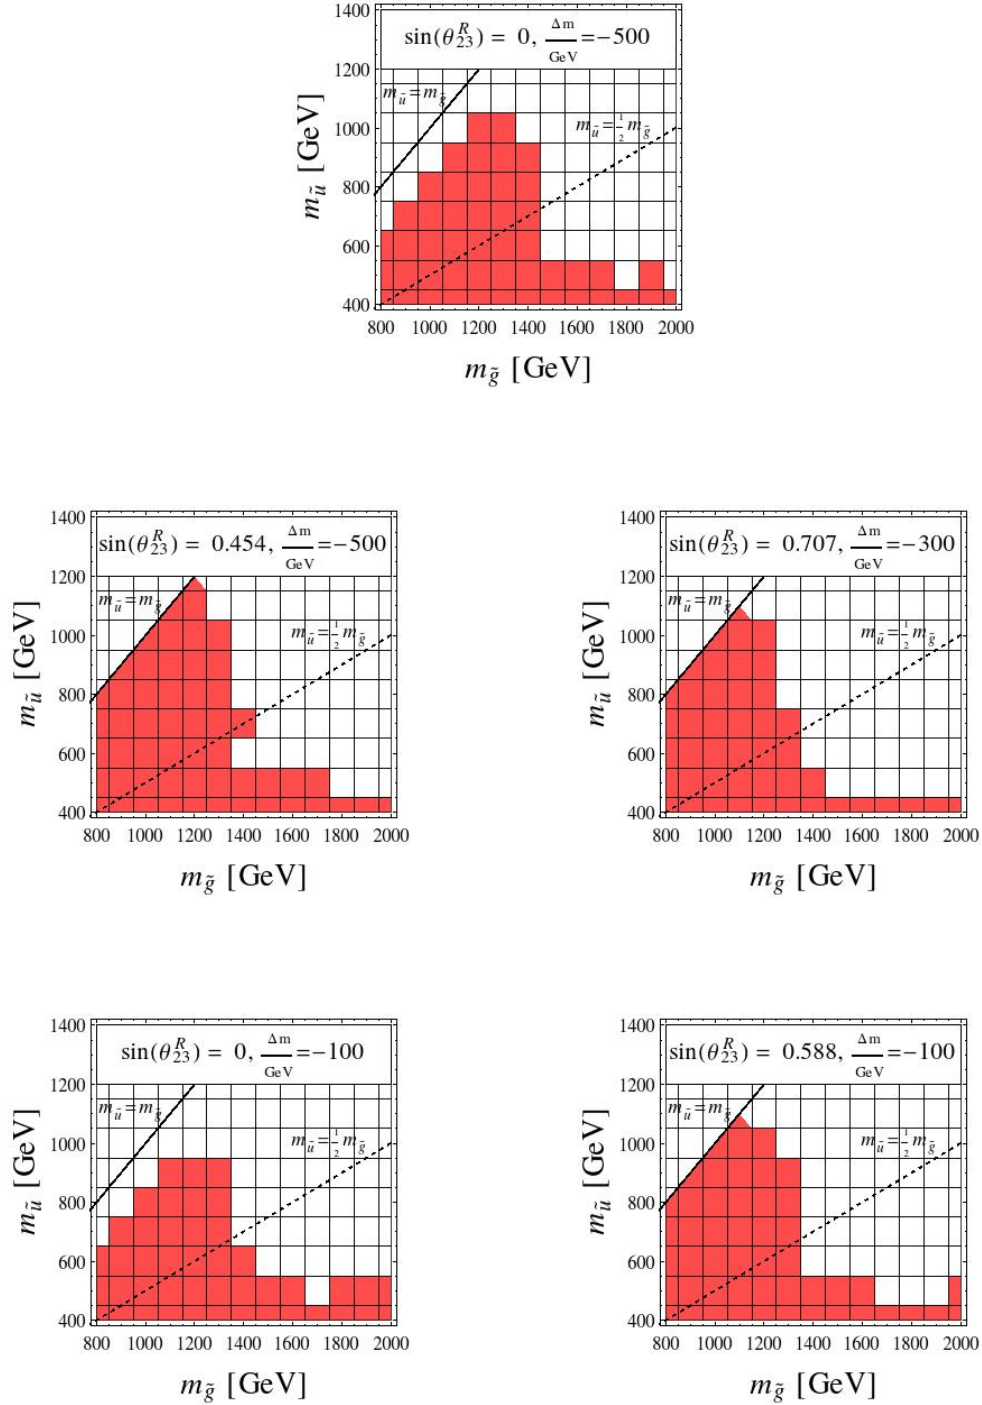 1400
sin(θ^R_23) = 0, Δm/GeV =−500
1200
m_ũ=m_g̃
1000
m_ũ=1/2 m_g̃
800
600
400
m_ũ [GeV]
800 1000 1200 1400 1600 1800 2000
m_g̃ [GeV]
1400
sin(θ^R_23) = 0.454, Δm/GeV =−500
1200
m_ũ=m_g̃
1000
m_ũ=1/2 m_g̃
800
600
400
m_ũ [GeV]
800 1000 1200 1400 1600 1800 2000
m_g̃ [GeV]
1400
sin(θ^R_23) = 0.707, Δm/GeV =−300
1200
m_ũ=m_g̃
1000
m_ũ=1/2 m_g̃
800
600
400
m_ũ [GeV]
800 1000 1200 1400 1600 1800 2000
m_g̃ [GeV]
1400
sin(θ^R_23) = 0, Δm/GeV =−100
1200
m_ũ=m_g̃
1000
m_ũ=1/2 m_g̃
800
600
400
m_ũ [GeV]
800 1000 1200 1400 1600 1800 2000
m_g̃ [GeV]
1400
sin(θ^R_23) = 0.588, Δm/GeV =−100
1200
m_ũ=m_g̃
1000
m_ũ=1/2 m_g̃
800
600
400
m_ũ [GeV]
800 1000 1200 1400 1600 1800 2000
m_g̃ [GeV]